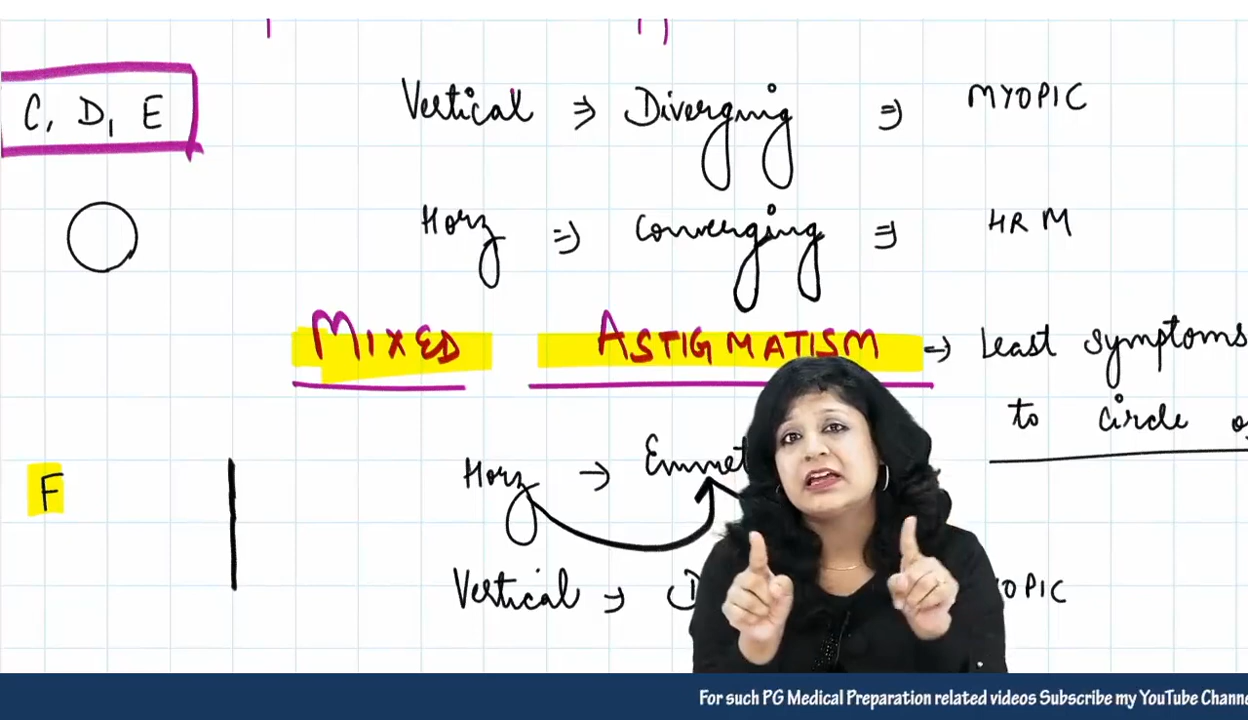 C, D, E
Vertical ⇒ Diverging ⇒ MYOPIC
Horz ⇒ Converging ⇒ HRM
MIXED ASTIGMATISM → Least symptoms
to circle
F
Horz → Emmet
Vertical → D OPIC
For such PG Medical Preparation related videos Subscribe my YouTube Channe